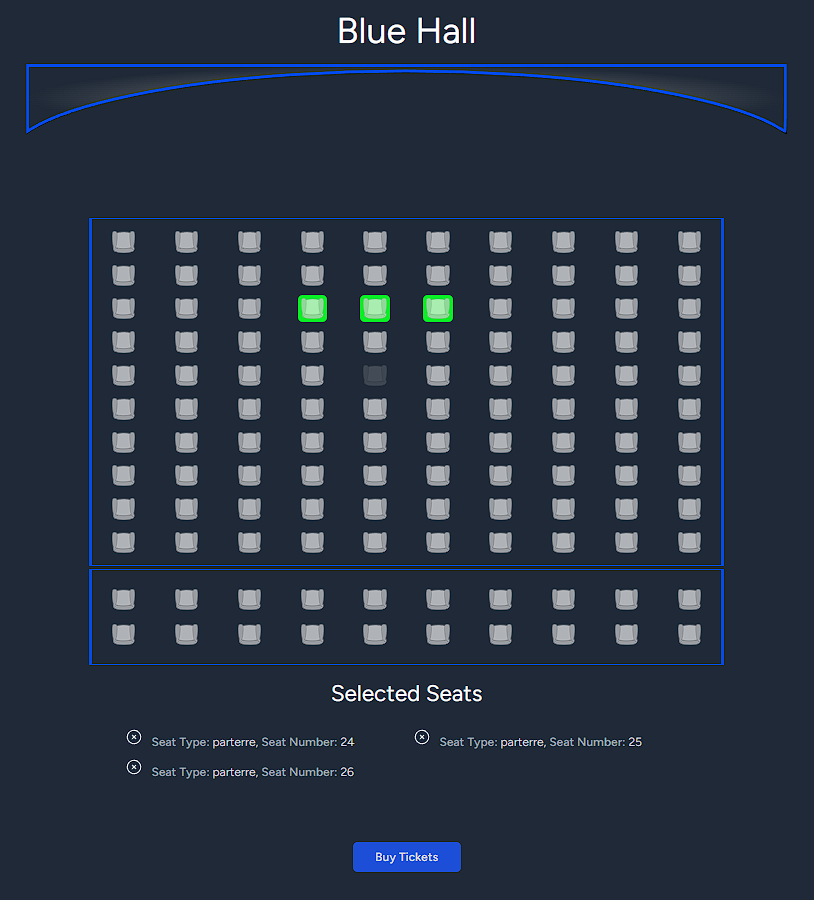 Blue Hall
Selected Seats
Seat Type: parterre, Seat Number: 24
Seat Type: parterre, Seat Number: 25
Seat Type: parterre, Seat Number: 26
Buy Tickets